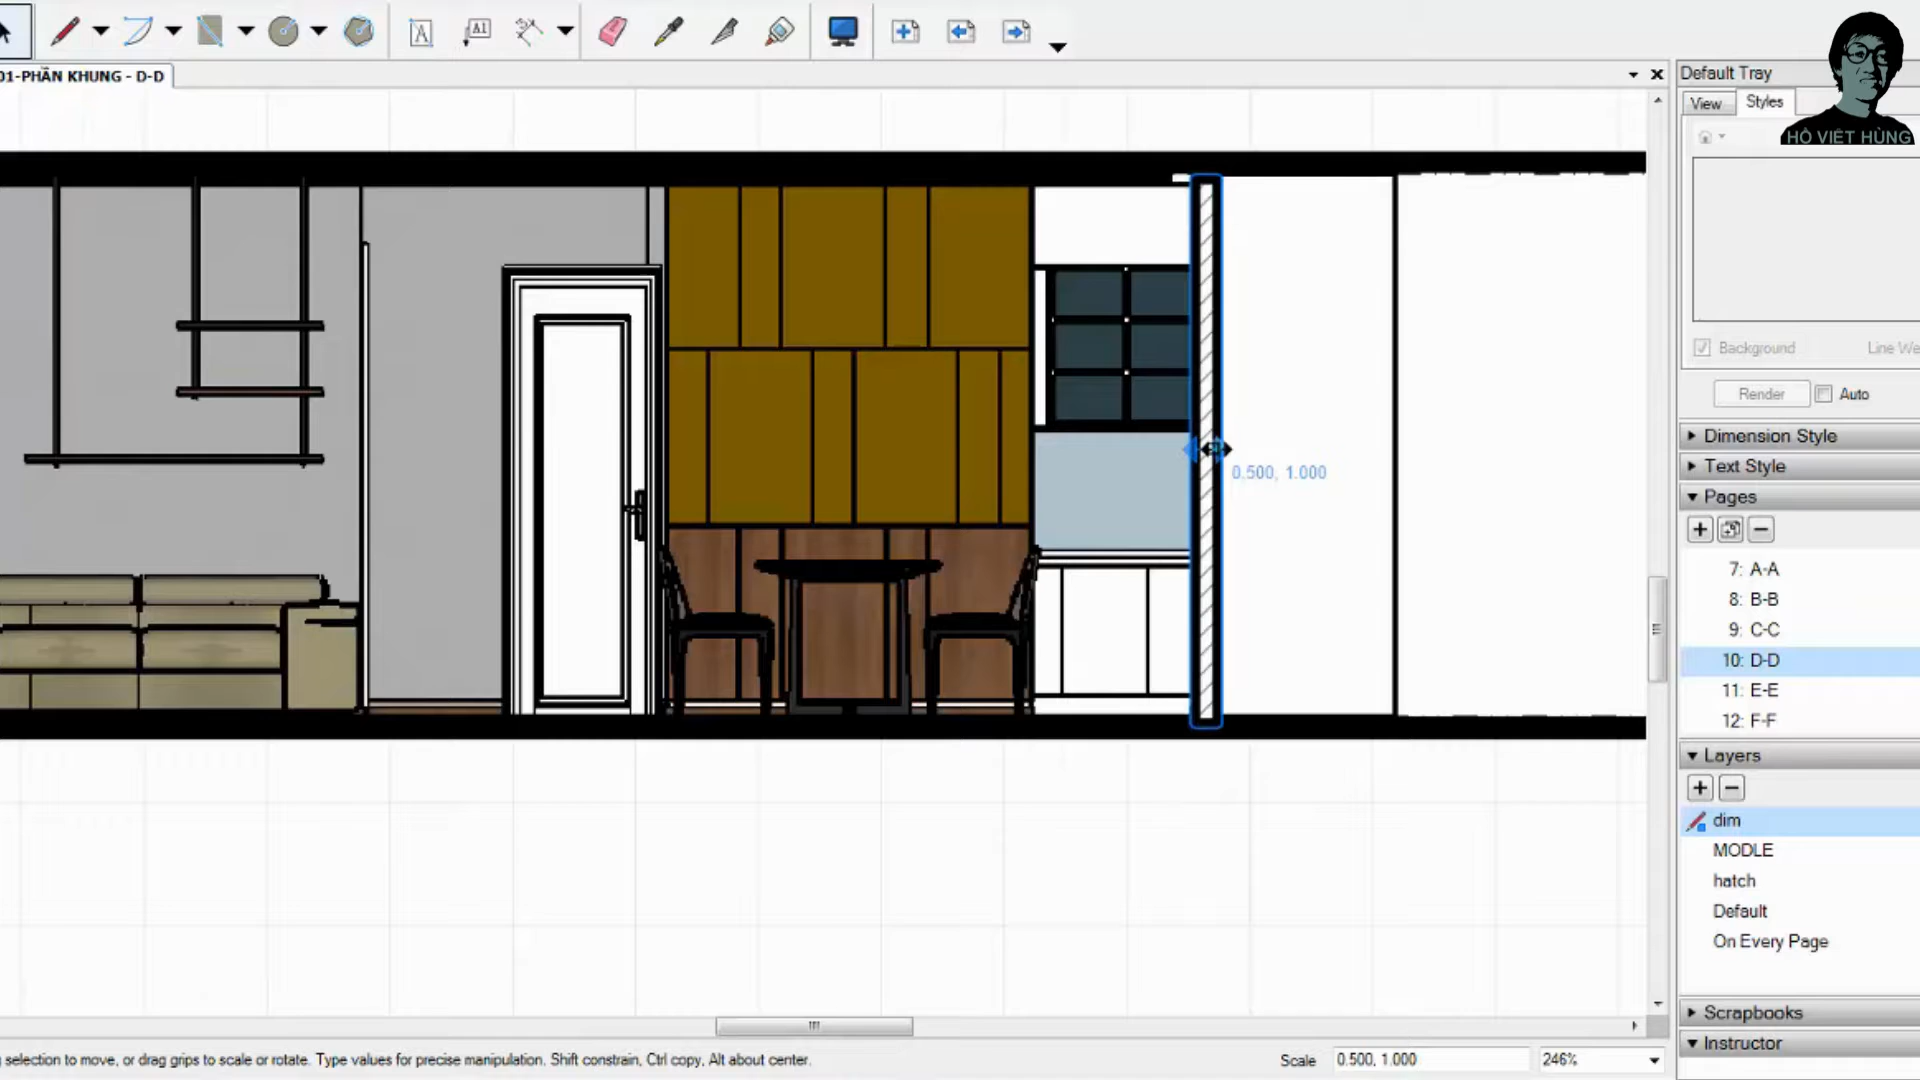 A
A1
01-PHẦN KHUNG - D-D
Default Tray
View
Styles
HỒ VIẾT HÙNG
Background
Line We
Render
Auto
Dimension Style
Text Style
0.500, 1.000
Pages
7: A-A
8: B-B
9: C-C
10: D-D
11: E-E
12: F-F
Layers
dim
MODLE
hatch
Default
On Every Page
Scrapbooks
Instructor
selection to move, or drag grips to scale or rotate. Type values for precise manipulation. Shift constrain, Ctrl copy, Alt about center.
Scale
0.500, 1.000
246%